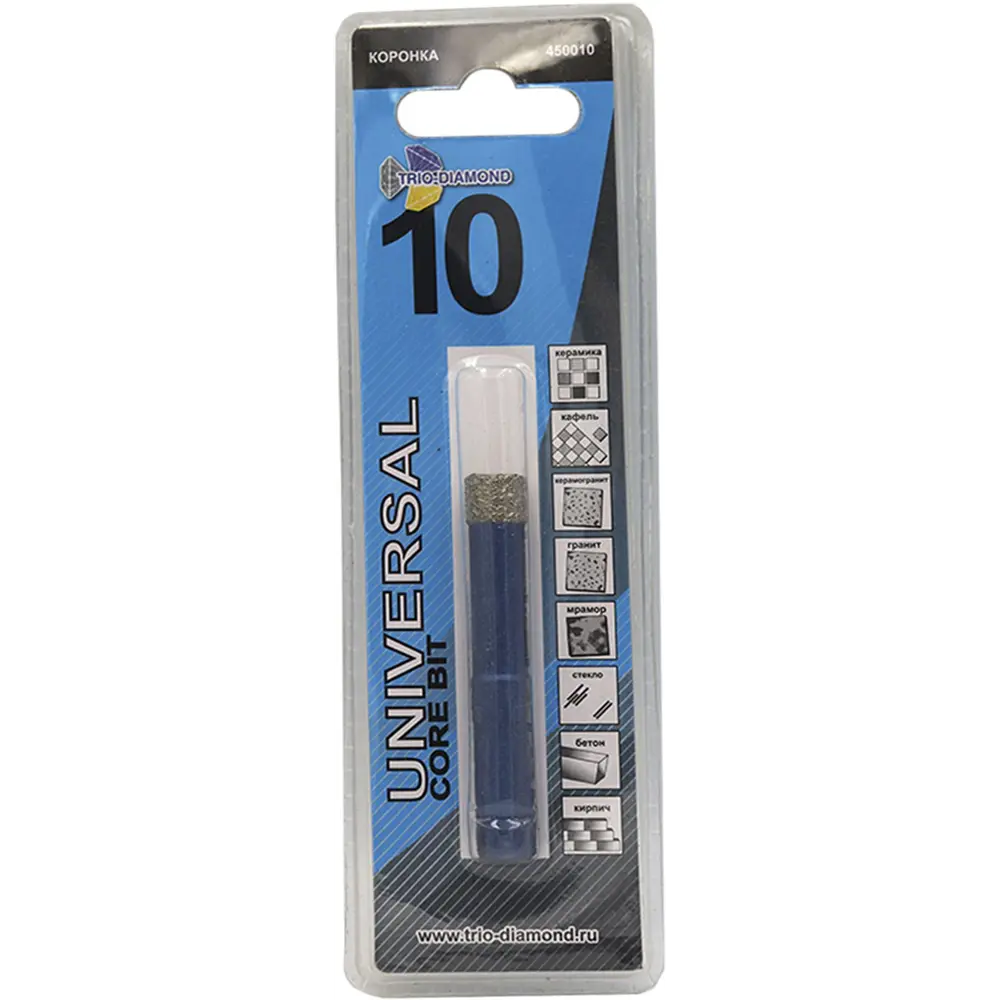 КОРОНКА 450010
TRIO-DIAMOND
10
UNIVERSAL
CORE BIT
керамика
кафель
керамогранит
гранит
мрамор
стекло
бетон
кирпич
www.trio-diamond.ru